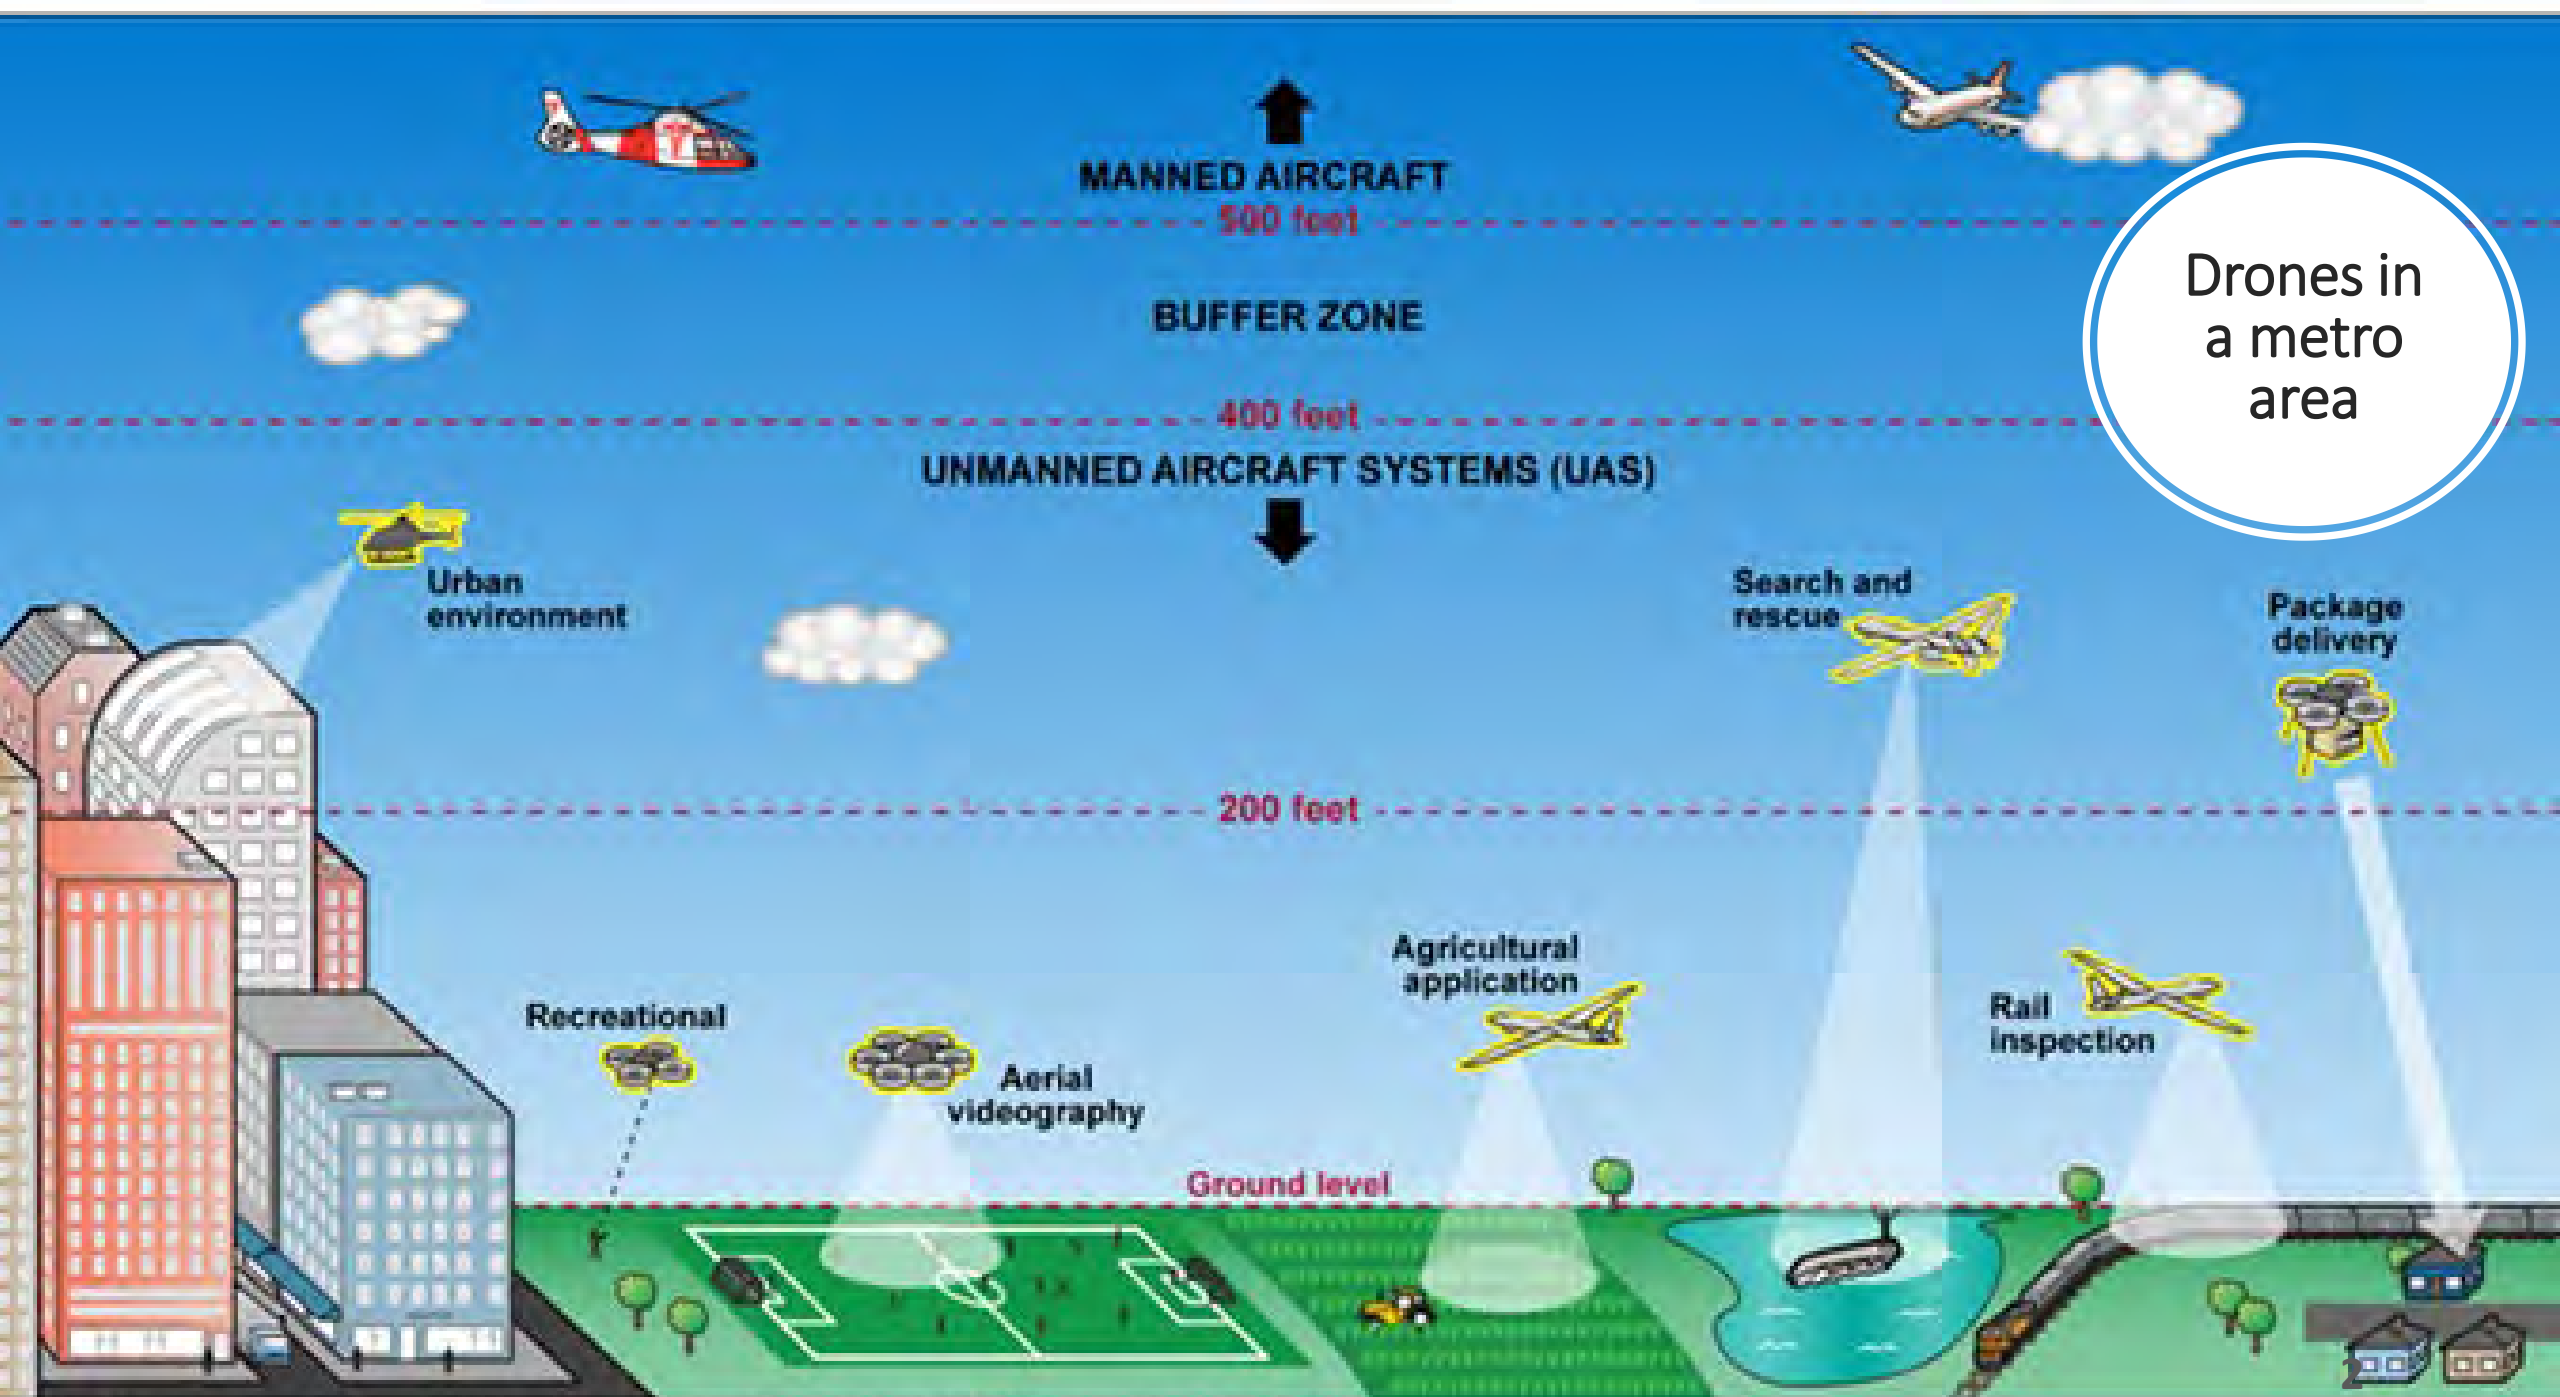 MANNED AIRCRAFT
500 feet
Drones in
a metro
area
BUFFER ZONE
400 feet
UNMANNED AIRCRAFT SYSTEMS (UAS)
Urban
environment
Search and
rescue
Package
delivery
200 feet
Agricultural
application
Recreational
Rail
inspection
Aerial
videography
Ground level
2